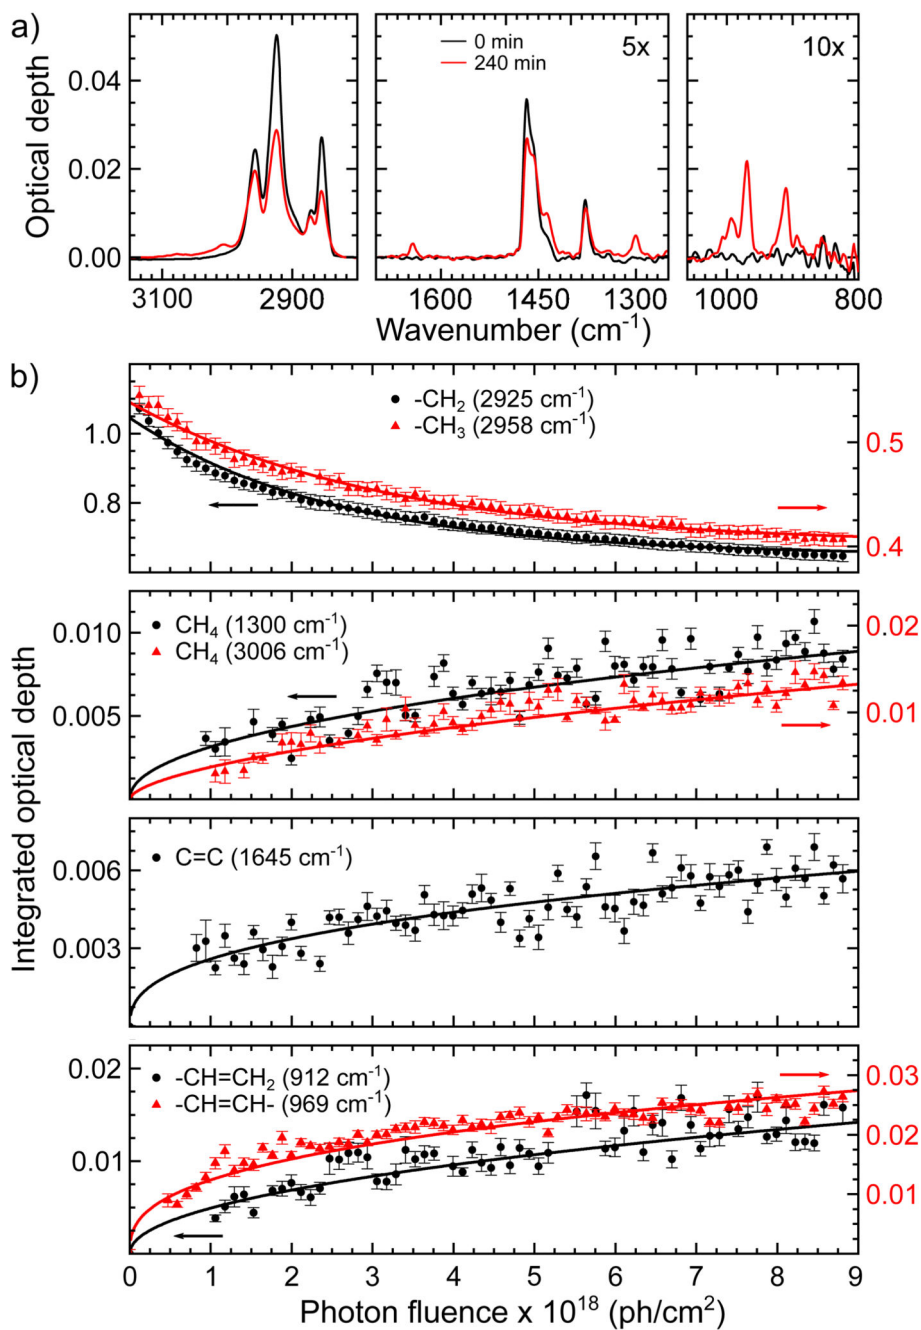 a)
0 min
240 min
5x
10x
Optical depth
0.04
0.02
0.00
3100
2900
1600
1450
1300
1000
800
Wavenumber (cm⁻¹)
b)
-CH₂ (2925 cm⁻¹)
-CH₃ (2958 cm⁻¹)
1.0
0.8
0.5
0.4
Integrated optical depth
CH₄ (1300 cm⁻¹)
CH₄ (3006 cm⁻¹)
0.010
0.005
0.02
0.01
C=C (1645 cm⁻¹)
0.006
0.003
-CH=CH₂ (912 cm⁻¹)
-CH=CH- (969 cm⁻¹)
0.02
0.01
0.03
0.02
0.01
0 1 2 3 4 5 6 7 8 9
Photon fluence x 10¹⁸ (ph/cm²)